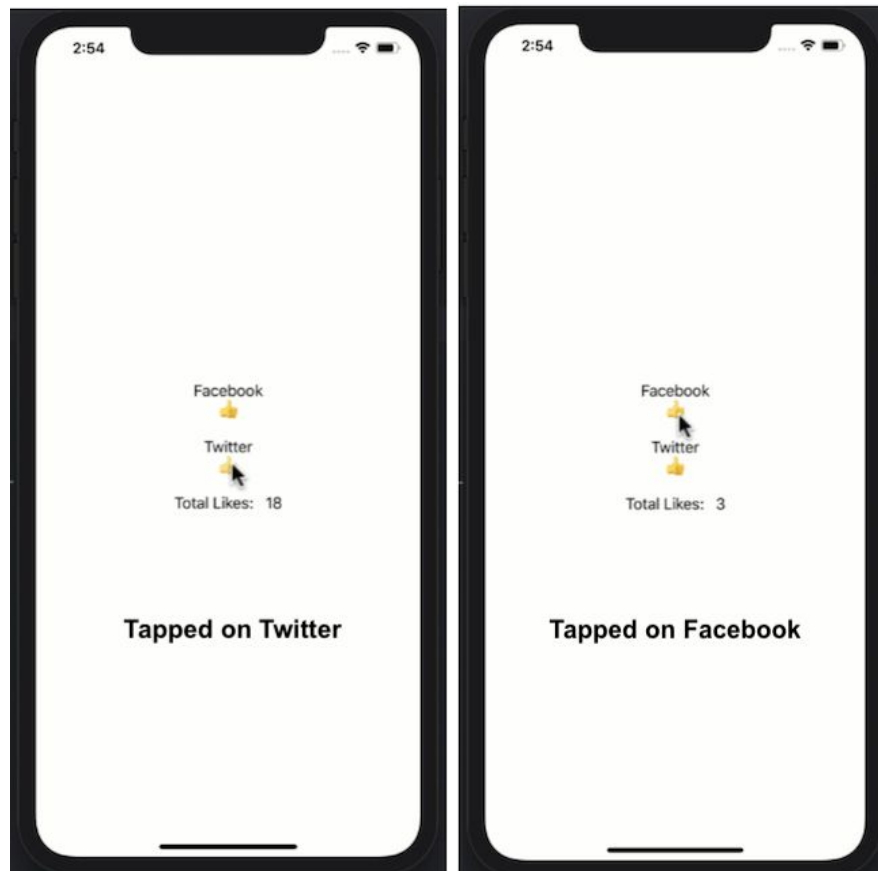 2:54
Facebook
Twitter
Total Likes: 18
Tapped on Twitter
2:54
Facebook
Twitter
Total Likes: 3
Tapped on Facebook